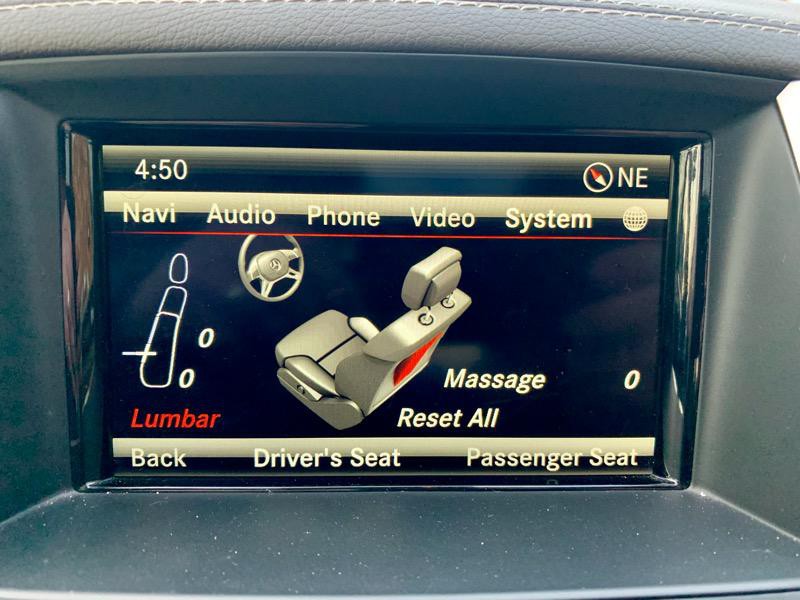 4:50 NE
Navi Audio Phone Video System
0
0
Massage 0
Lumbar Reset All
Back Driver's Seat Passenger Seat